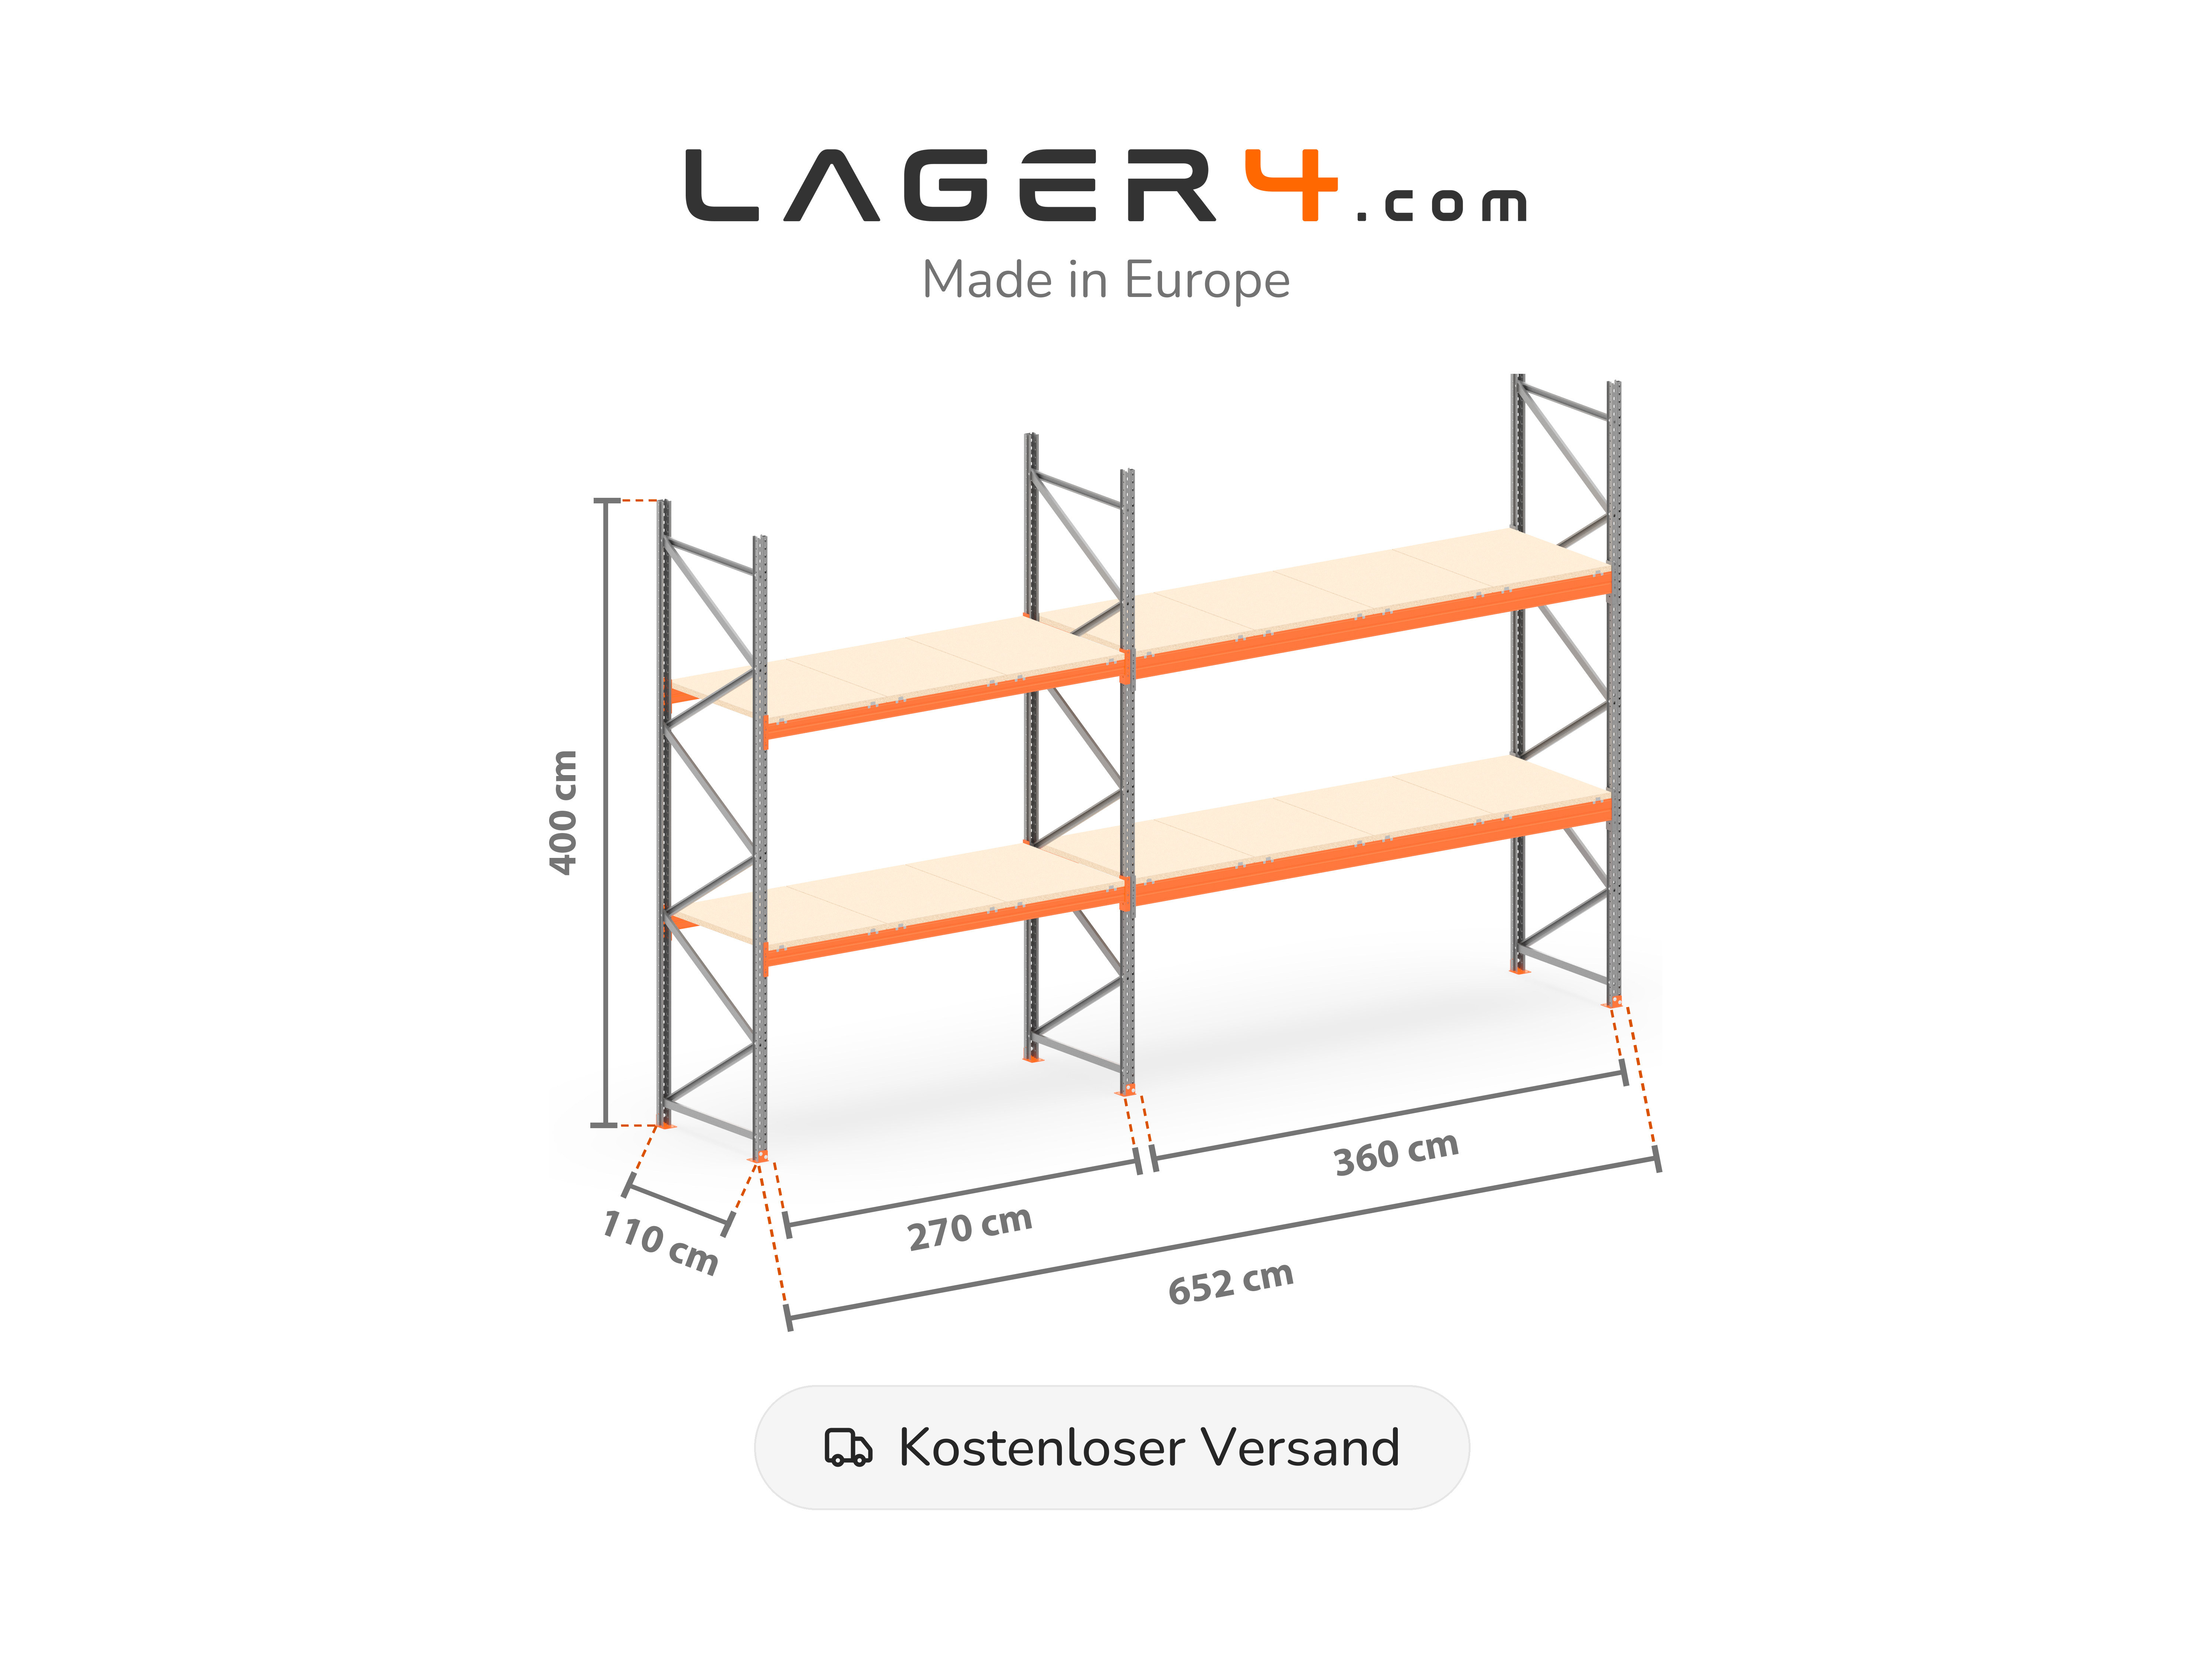 LAGER4.com
Made in Europe
400 cm
110 cm
270 cm
360 cm
652 cm
Kostenloser Versand